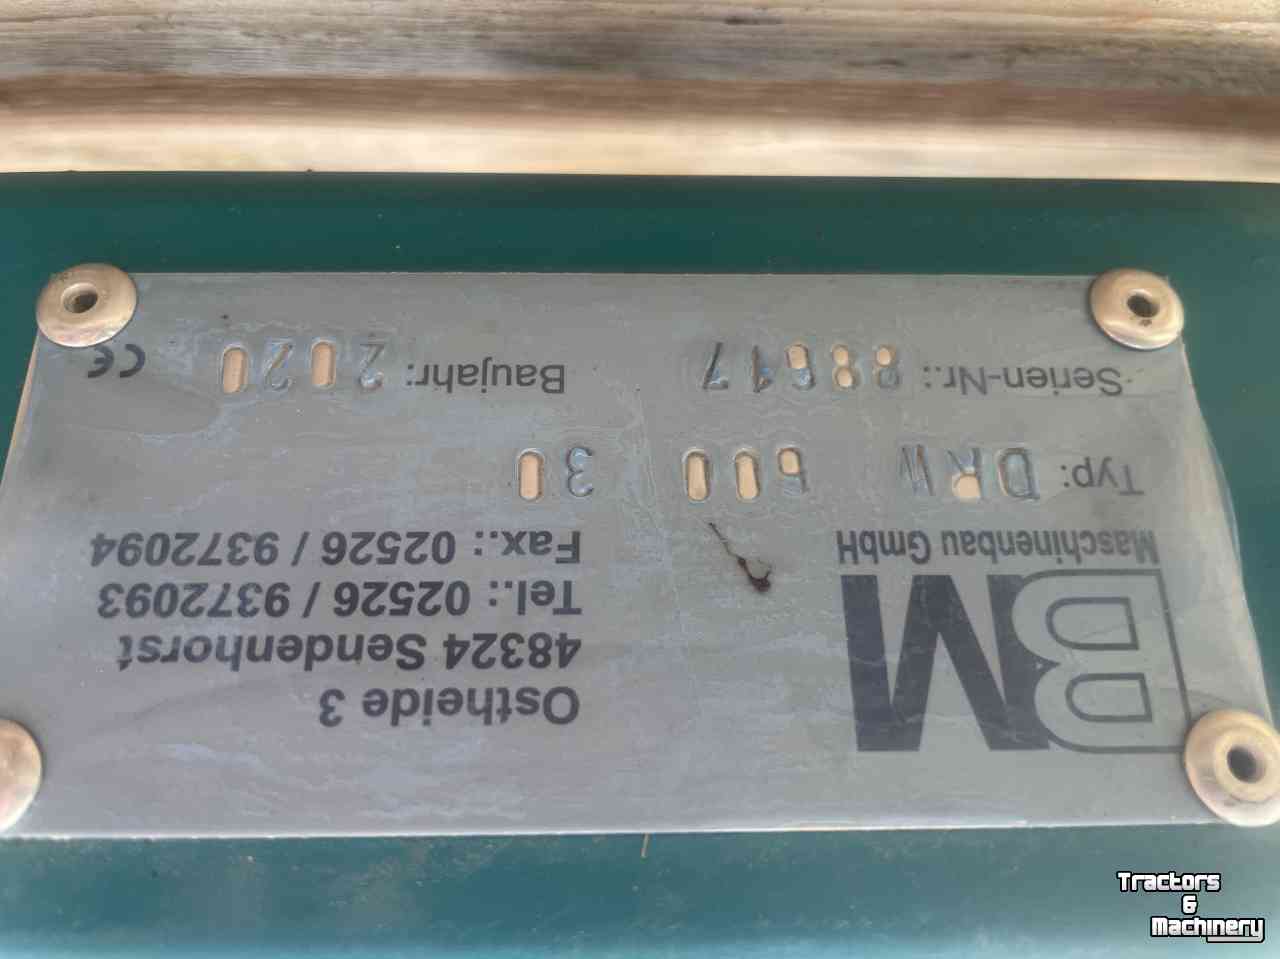 BM
Maschinenbau GmbH
Ostheide 3
48324 Sendenhorst
Tel.: 02526 / 9372093
Fax.: 02526 / 9372094
Typ: DRW 600 30
Serien-Nr.: 88617 Baujahr: 2020 CE
Tractors
&
Machinery